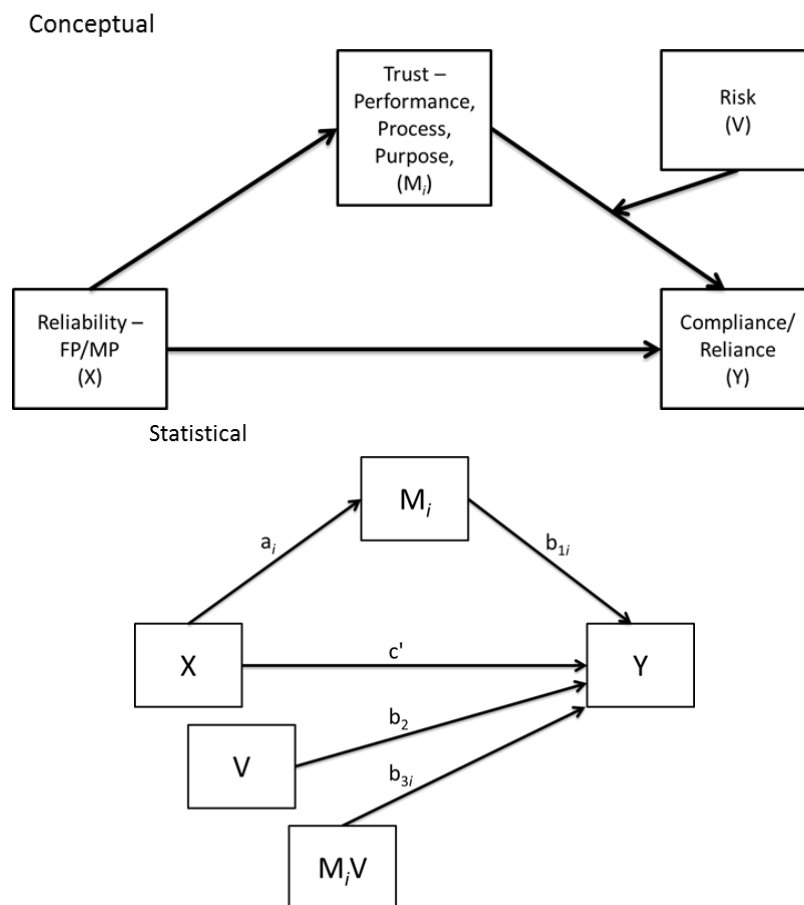 Conceptual
Trust –
Performance,
Process,
Purpose,
(Mᵢ)
Risk
(V)
Reliability –
FP/MP
(X)
Compliance/
Reliance
(Y)
Statistical
Mᵢ
aᵢ
b₁ᵢ
X
c'
Y
b₂
V
b₃ᵢ
MᵢV